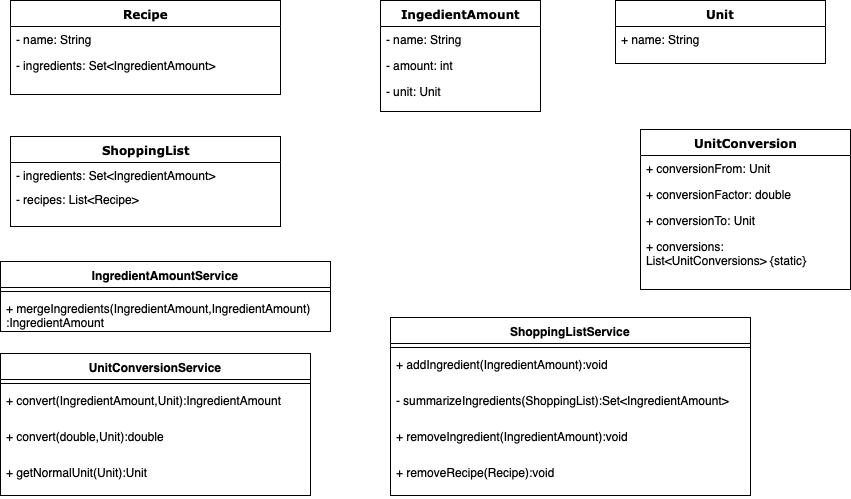 Recipe
- name: String
- ingredients: Set<IngredientAmount>
IngedientAmount
- name: String
- amount: int
- unit: Unit
Unit
+ name: String
ShoppingList
- ingredients: Set<IngredientAmount>
- recipes: List<Recipe>
UnitConversion
+ conversionFrom: Unit
+ conversionFactor: double
+ conversionTo: Unit
+ conversions:
List<UnitConversions> {static}
IngredientAmountService
+ mergeIngredients(IngredientAmount,IngredientAmount)
:IngredientAmount
ShoppingListService
+ addIngredient(IngredientAmount):void
- summarizeIngredients(ShoppingList):Set<IngredientAmount>
+ removeIngredient(IngredientAmount):void
+ removeRecipe(Recipe):void
UnitConversionService
+ convert(IngredientAmount,Unit):IngredientAmount
+ convert(double,Unit):double
+ getNormalUnit(Unit):Unit